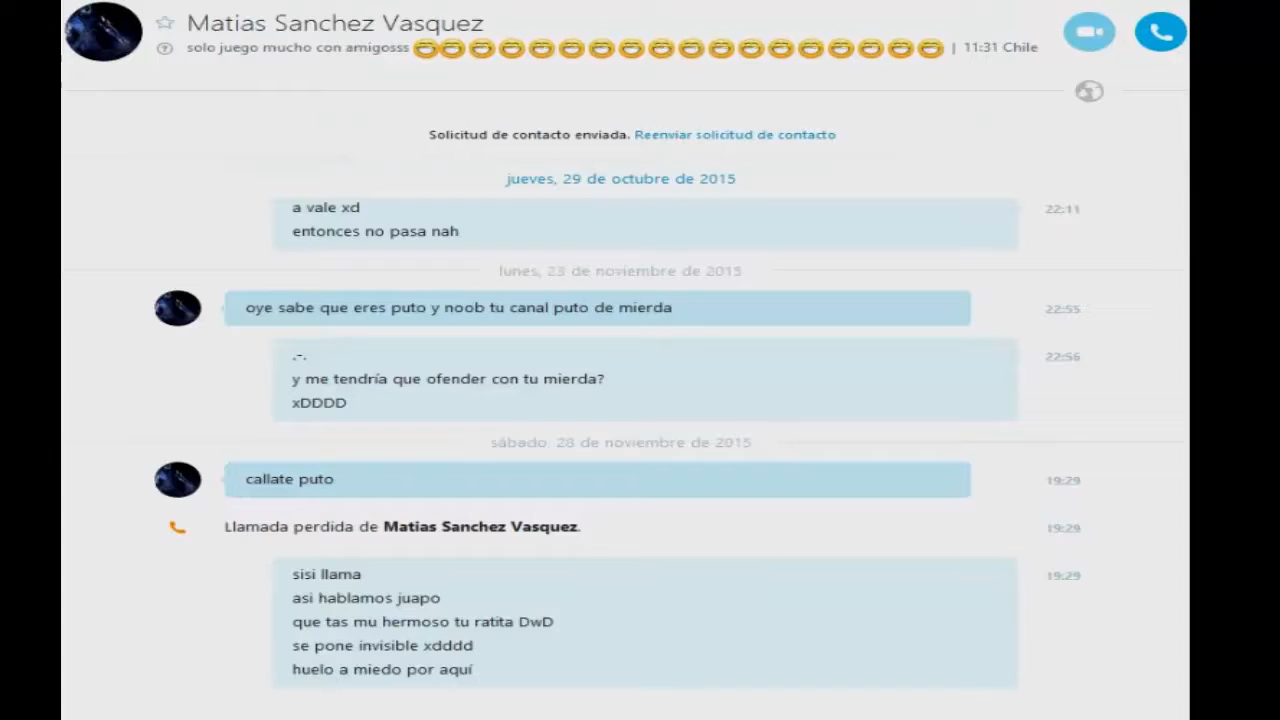 Matias Sanchez Vasquez
solo juego mucho con amigosss | 11:31 Chile
Solicitud de contacto enviada. Reenviar solicitud de contacto
jueves, 29 de octubre de 2015
a vale xd 22:11
entonces no pasa nah
lunes, 23 de noviembre de 2015
oye sabe que eres puto y noob tu canal puto de mierda 22:55
.-. 22:56
y me tendría que ofender con tu mierda?
xDDDD
sábado, 28 de noviembre de 2015
callate puto 19:29
Llamada perdida de Matias Sanchez Vasquez. 19:29
sisi llama 19:29
asi hablamos juapo
que tas mu hermoso tu ratita DwD
se pone invisible xdddd
huelo a miedo por aquí